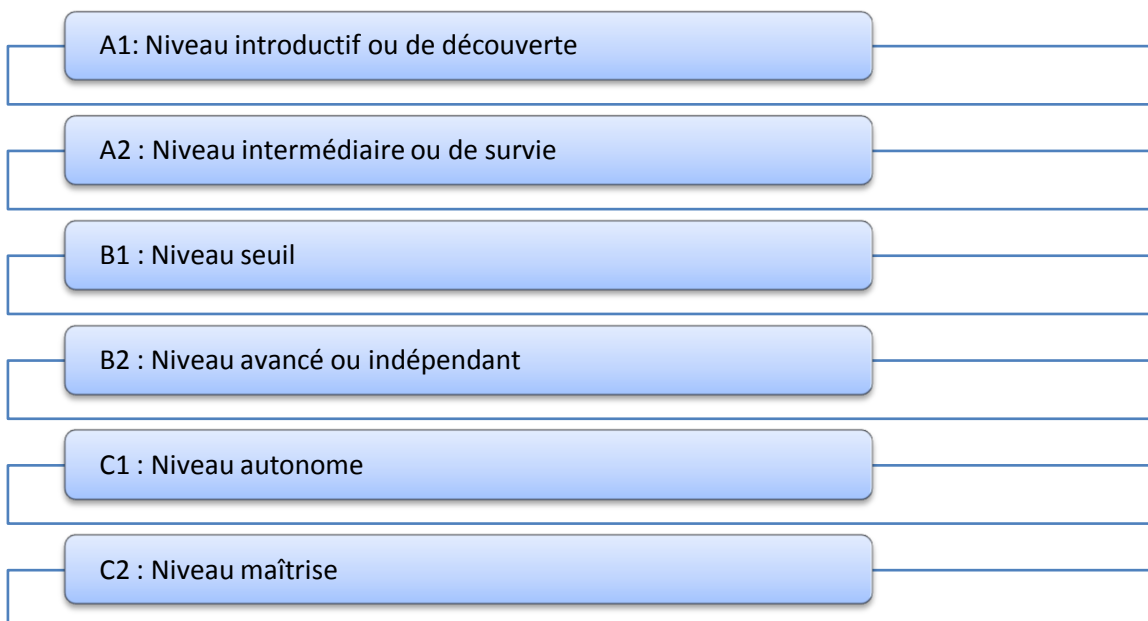 A1: Niveau introductif ou de découverte
A2 : Niveau intermédiaire ou de survie
B1 : Niveau seuil
B2 : Niveau avancé ou indépendant
C1 : Niveau autonome
C2 : Niveau maîtrise